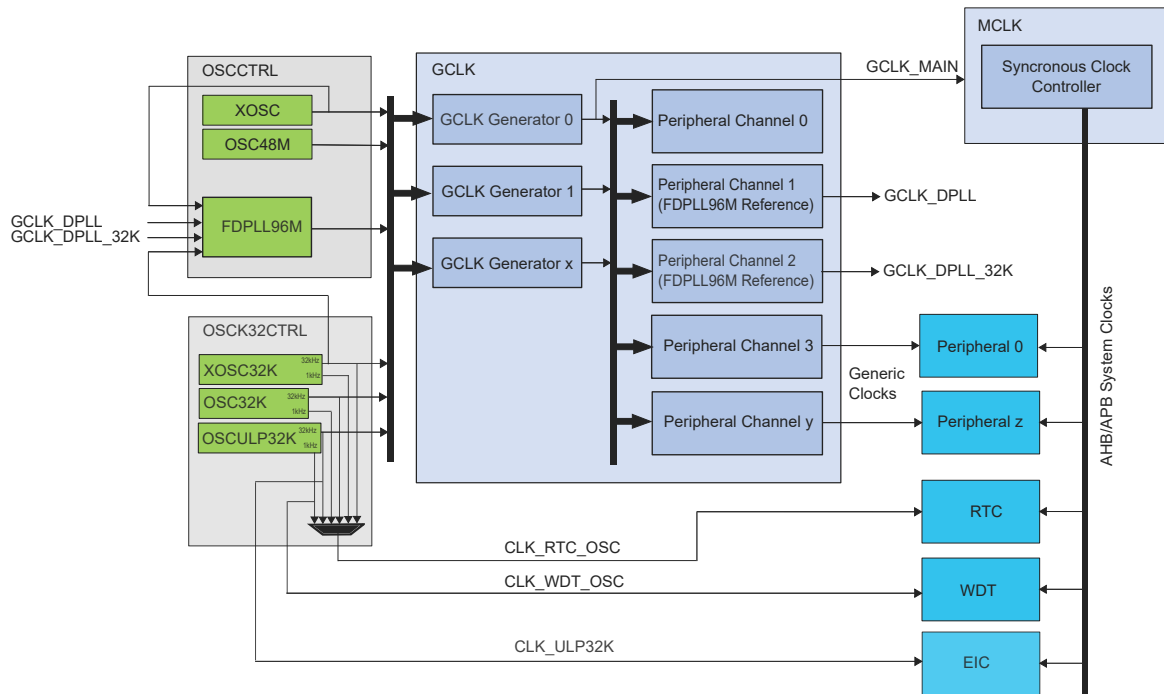 MCLK
Syncronous Clock
Controller
GCLK_MAIN
OSCCTRL
XOSC
OSC48M
FDPLL96M
GCLK_DPLL
GCLK_DPLL_32K
GCLK
GCLK Generator 0
GCLK Generator 1
GCLK Generator x
Peripheral Channel 0
Peripheral Channel 1
(FDPLL96M Reference)
Peripheral Channel 2
(FDPLL96M Reference)
Peripheral Channel 3
Peripheral Channel y
GCLK_DPLL
GCLK_DPLL_32K
Generic
Clocks
OSCK32CTRL
XOSC32K
32kHz
1kHz
OSC32K
32kHz
1kHz
OSCULP32K
32kHz
1kHz
Peripheral 0
Peripheral z
AHB/APB System Clocks
RTC
WDT
EIC
CLK_RTC_OSC
CLK_WDT_OSC
CLK_ULP32K